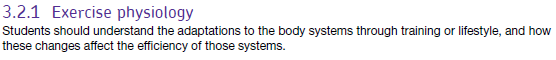 3.2.1 Exercise physiology
Students should understand the adaptations to the body systems through training or lifestyle, and how
these changes affect the efficiency of those systems.